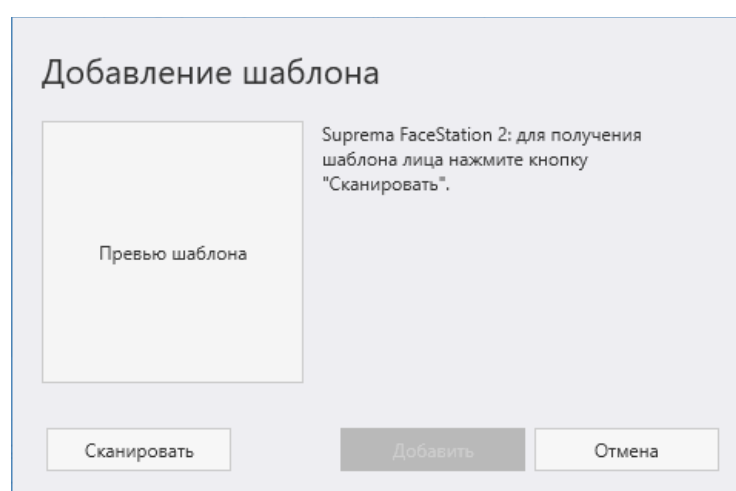 Добавление шаблона
Suprema FaceStation 2: для получения
шаблона лица нажмите кнопку
"Сканировать".
Превью шаблона
Сканировать
Добавить
Отмена